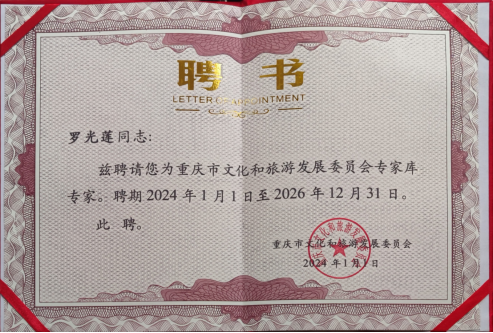 聘 书
LETTER OF APPOINTMENT
罗光莲同志:
兹聘请您为重庆市文化和旅游发展委员会专家库
专家。聘期 2024 年 1 月 1 日至 2026 年 12 月 31 日。
此 聘。
重庆市文化和旅游发展委员会
2024 年 1 月 1 日